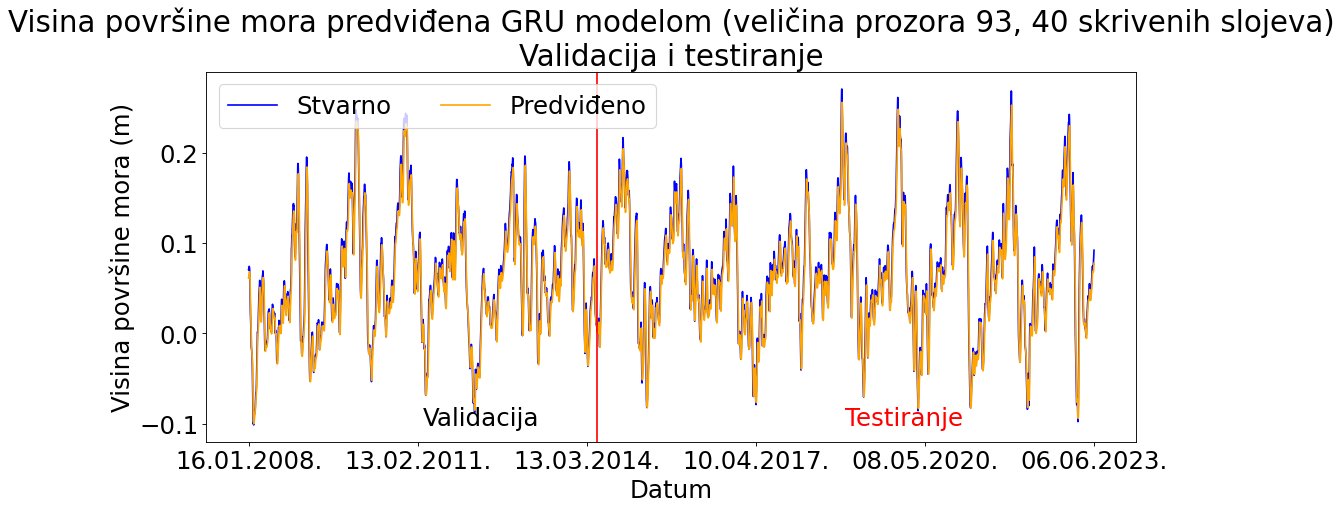 Visina površine mora predviđena GRU modelom (veličina prozora 93, 40 skrivenih slojeva)
Validacija i testiranje
Stvarno
Predviđeno
Visina površine mora (m)
0.2
0.1
0.0
−0.1
Validacija
Testiranje
16.01.2008.
13.02.2011.
13.03.2014.
10.04.2017.
08.05.2020.
06.06.2023.
Datum